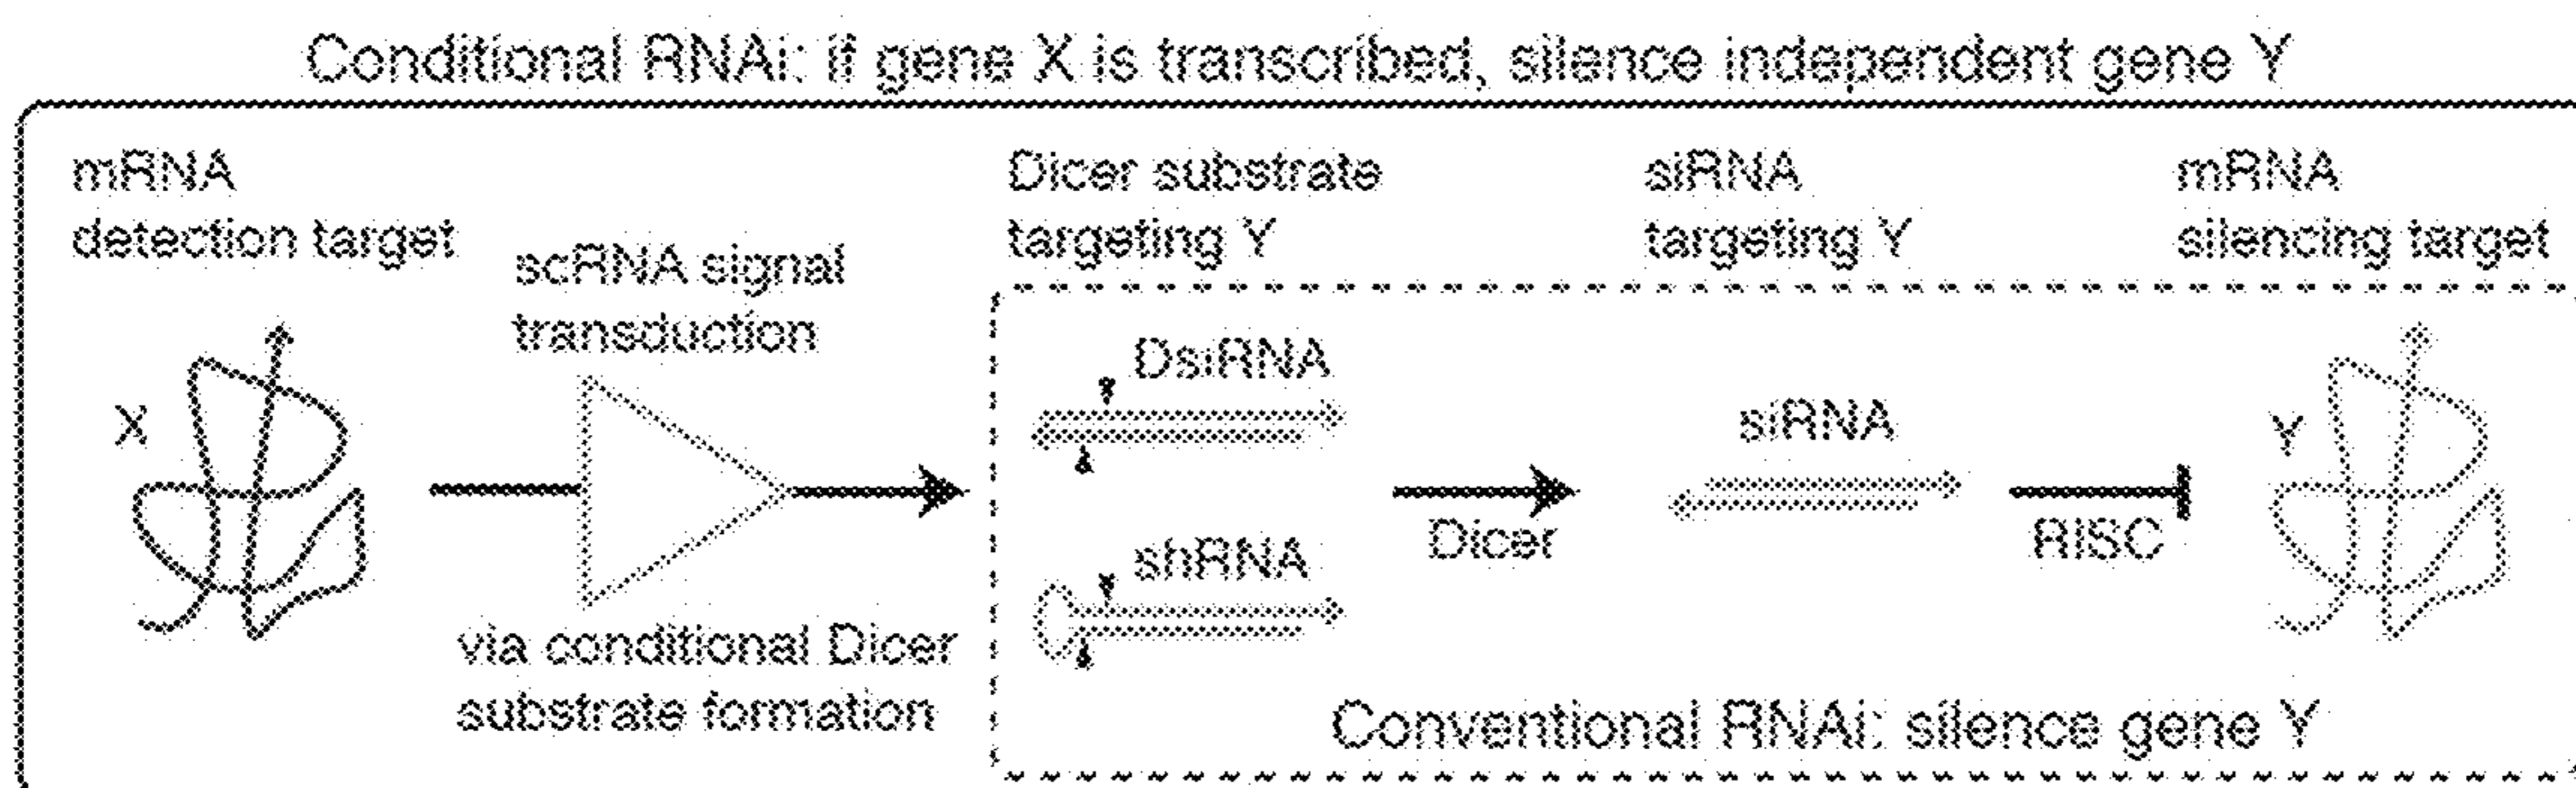 Conditional RNAi: if gene X is transcribed, silence independent gene Y
mRNA
detection target
scRNA signal
transduction
Dicer substrate
targeting Y
siRNA
targeting Y
mRNA
silencing target
X
via conditional Dicer
substrate formation
DsiRNA
shRNA
Dicer
siRNA
RISC
Y
Conventional RNAi: silence gene Y